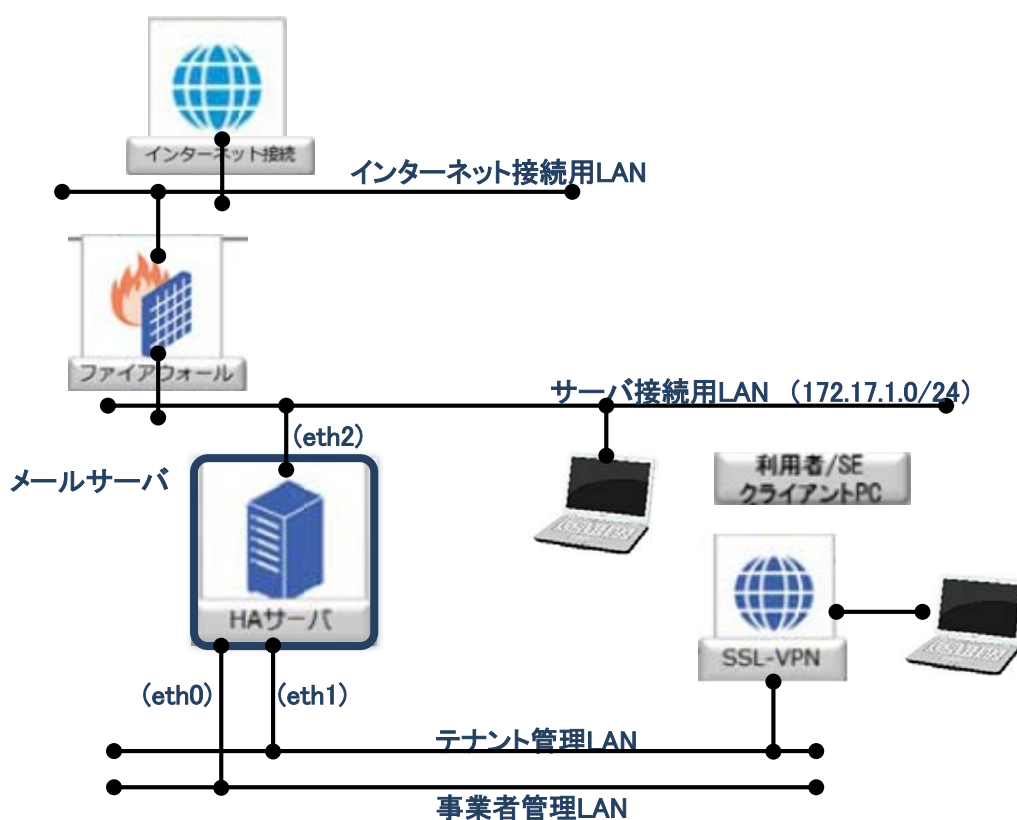 インターネット接続
インターネット接続用LAN
ファイアウォール
サーバ接続用LAN (172.17.1.0/24)
(eth2)
メールサーバ
利用者/SE
クライアントPC
HAサーバ
SSL-VPN
(eth0)
(eth1)
テナント管理LAN
事業者管理LAN